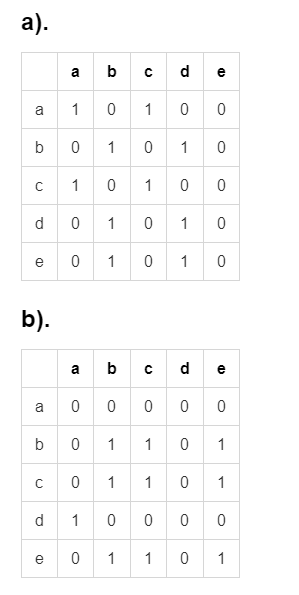 a).
a b c d e
a 1 0 1 0 0
b 0 1 0 1 0
c 1 0 1 0 0
d 0 1 0 1 0
e 0 1 0 1 0
b).
a b c d e
a 0 0 0 0 0
b 0 1 1 0 1
c 0 1 1 0 1
d 1 0 0 0 0
e 0 1 1 0 1